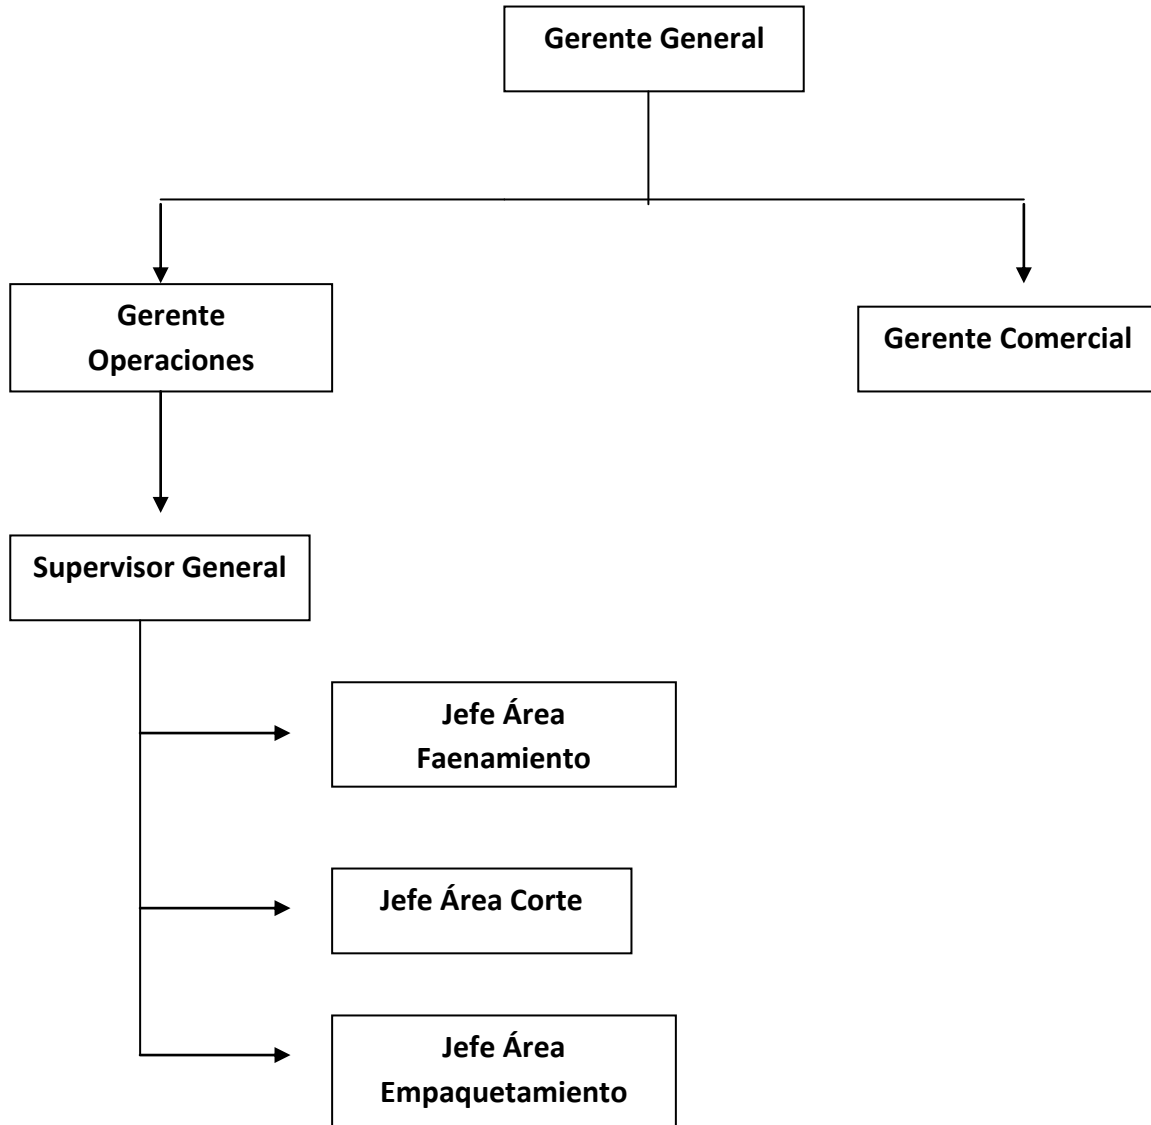 Gerente General
Gerente
Operaciones
Gerente Comercial
Supervisor General
Jefe Área
Faenamiento
Jefe Área Corte
Jefe Área
Empaquetamiento